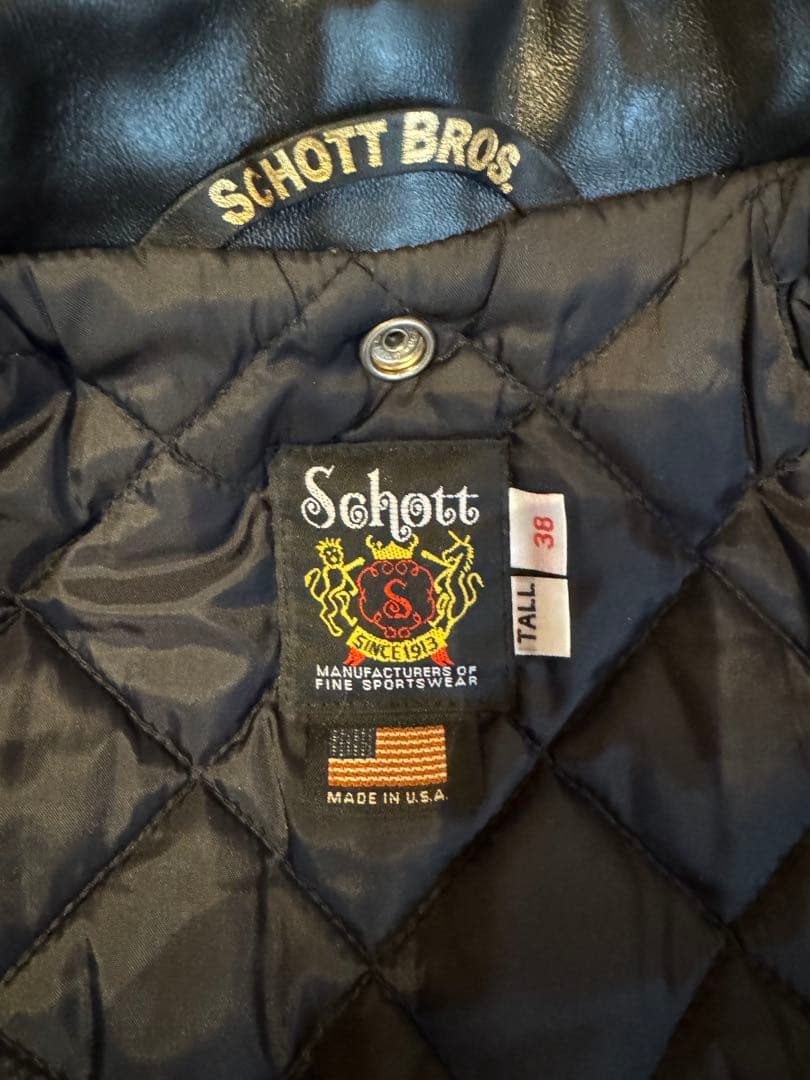 SCHOTT BROS.
Schott
S
SINCE 1913
MANUFACTURERS OF
FINE SPORTSWEAR
MADE IN U.S.A.
38
TALL